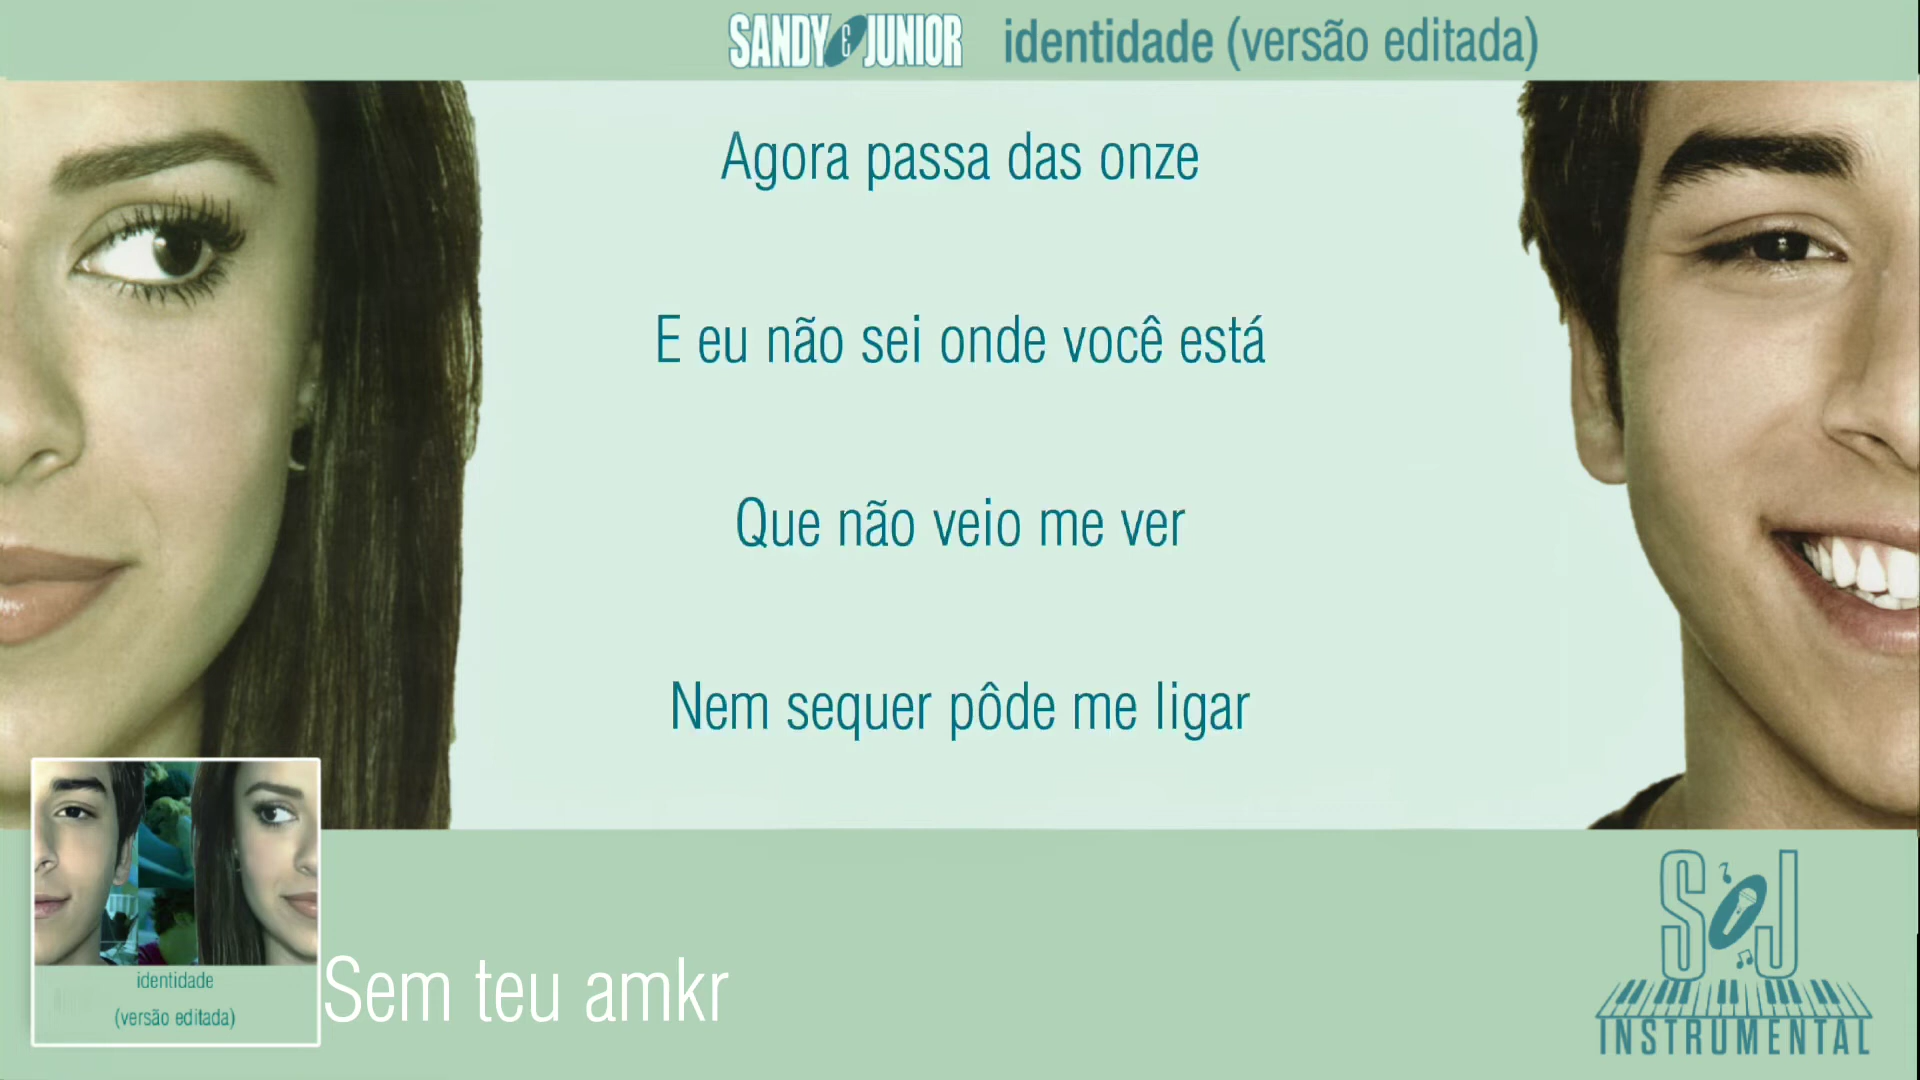 SANDY & JUNIOR identidade (versão editada)
Agora passa das onze
E eu não sei onde você está
Que não veio me ver
Nem sequer pôde me ligar
identidade
(versão editada)
Sem teu amkr
S J
INSTRUMENTAL